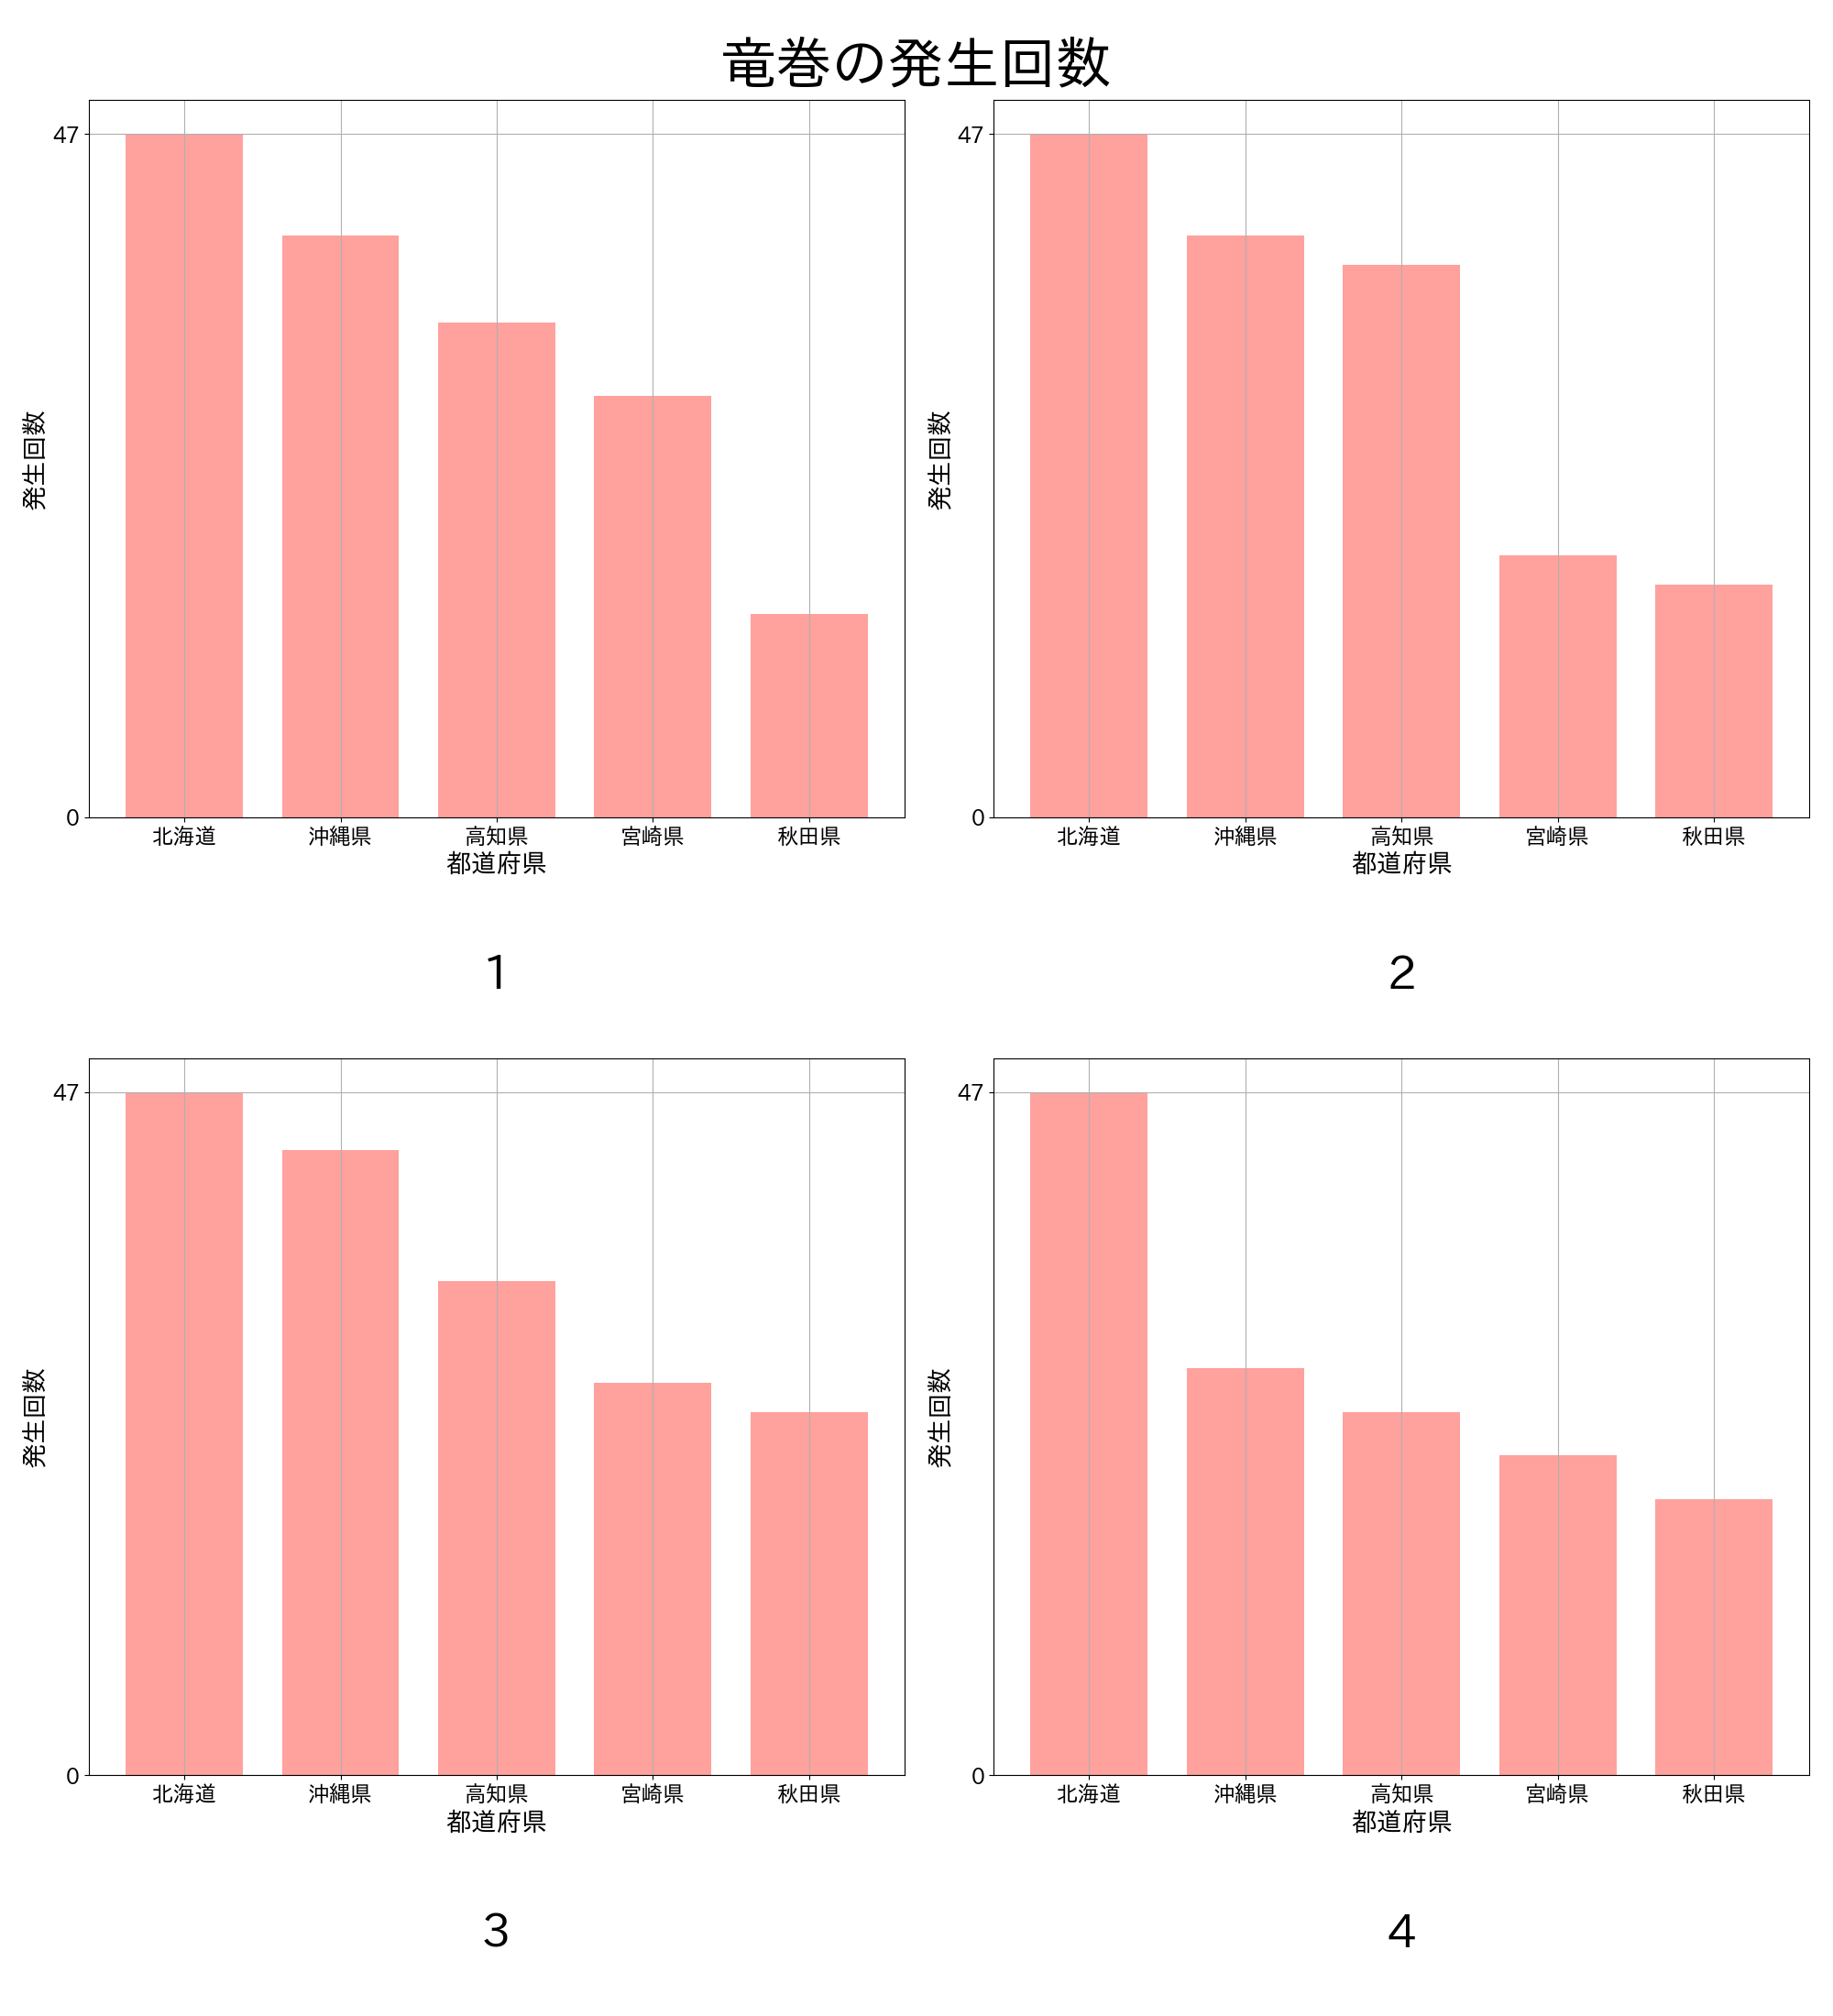 竜巻の発生回数
47
0
発生回数
北海道 沖縄県 高知県 宮崎県 秋田県
都道府県
1
47
0
発生回数
北海道 沖縄県 高知県 宮崎県 秋田県
都道府県
2
47
0
発生回数
北海道 沖縄県 高知県 宮崎県 秋田県
都道府県
3
47
0
発生回数
北海道 沖縄県 高知県 宮崎県 秋田県
都道府県
4